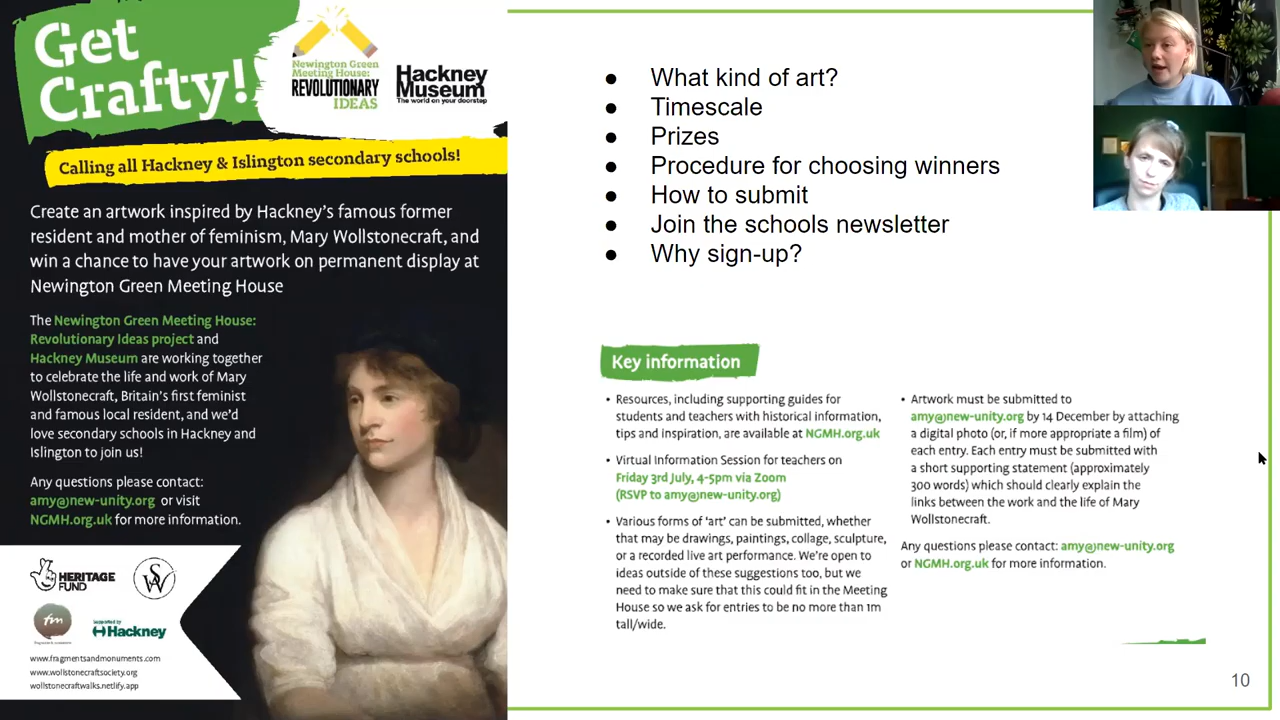 Get
Crafty!
Newington Green
Meeting House:
REVOLUTIONARY
IDEAS
Hackney
Museum
The world on your doorstep
Calling all Hackney & Islington secondary schools!
Create an artwork inspired by Hackney's famous former
resident and mother of feminism, Mary Wollstonecraft, and
win a chance to have your artwork on permanent display at
Newington Green Meeting House
The Newington Green Meeting House:
Revolutionary Ideas project and
Hackney Museum are working together
to celebrate the life and work of Mary
Wollstonecraft, Britain's first feminist
and famous local resident, and we'd
love secondary schools in Hackney and
Islington to join us!
Any questions please contact:
amy@new-unity.org or visit
NGMH.org.uk for more information.
HERITAGE
FUND
SW
fm
Supported by
Hackney
www.fragmentsandmonuments.com
www.wollstonecraftsociety.org
wollstonecraftwalks.netlify.app
● What kind of art?
● Timescale
● Prizes
● Procedure for choosing winners
● How to submit
● Join the schools newsletter
● Why sign-up?
Key information
• Resources, including supporting guides for
students and teachers with historical information,
tips and inspiration, are available at NGMH.org.uk
• Virtual Information Session for teachers on
Friday 3rd July, 4-5pm via Zoom
(RSVP to amy@new-unity.org)
• Various forms of 'art' can be submitted, whether
that may be drawings, paintings, collage, sculpture,
or a recorded live art performance. We're open to
ideas outside of these suggestions too, but we
need to make sure that this could fit in the Meeting
House so we ask for entries to be no more than 1m
tall/wide.
• Artwork must be submitted to
amy@new-unity.org by 14 December by attaching
a digital photo (or, if more appropriate a film) of
each entry. Each entry must be submitted with
a short supporting statement (approximately
300 words) which should clearly explain the
links between the work and the life of Mary
Wollstonecraft.
Any questions please contact: amy@new-unity.org
or NGMH.org.uk for more information.
10